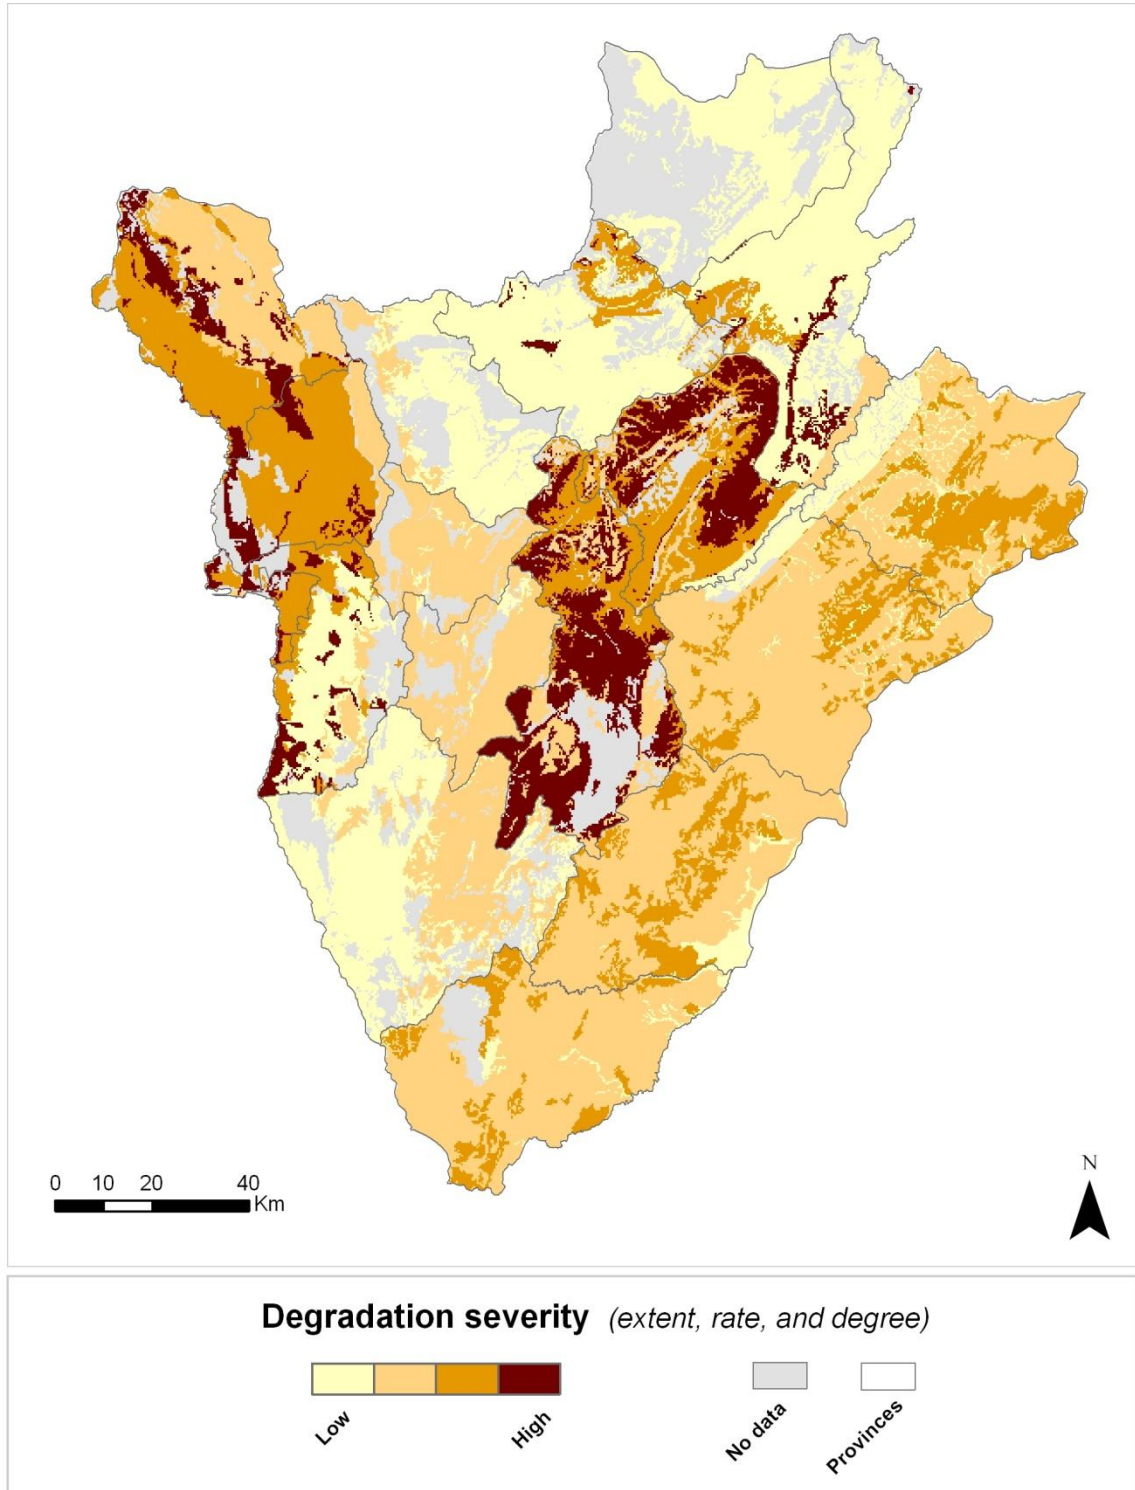 0 10 20 40
Km
N
Degradation severity (extent, rate, and degree)
Low
High
No data
Provinces